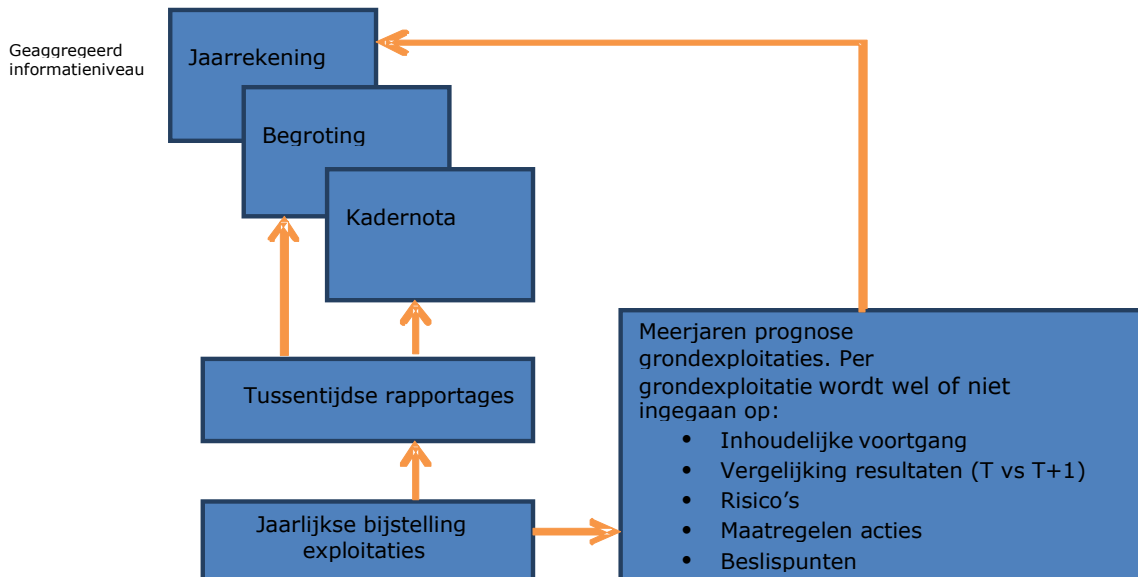 Geaggregeerd
informatieniveau
Jaarrekening
Begroting
Kadernota
Tussentijdse rapportages
Jaarlijkse bijstelling
exploitaties
Meerjaren prognose
grondexploitaties. Per
grondexploitatie wordt wel of niet
ingegaan op:
• Inhoudelijke voortgang
• Vergelijking resultaten (T vs T+1)
• Risico’s
• Maatregelen acties
• Beslispunten